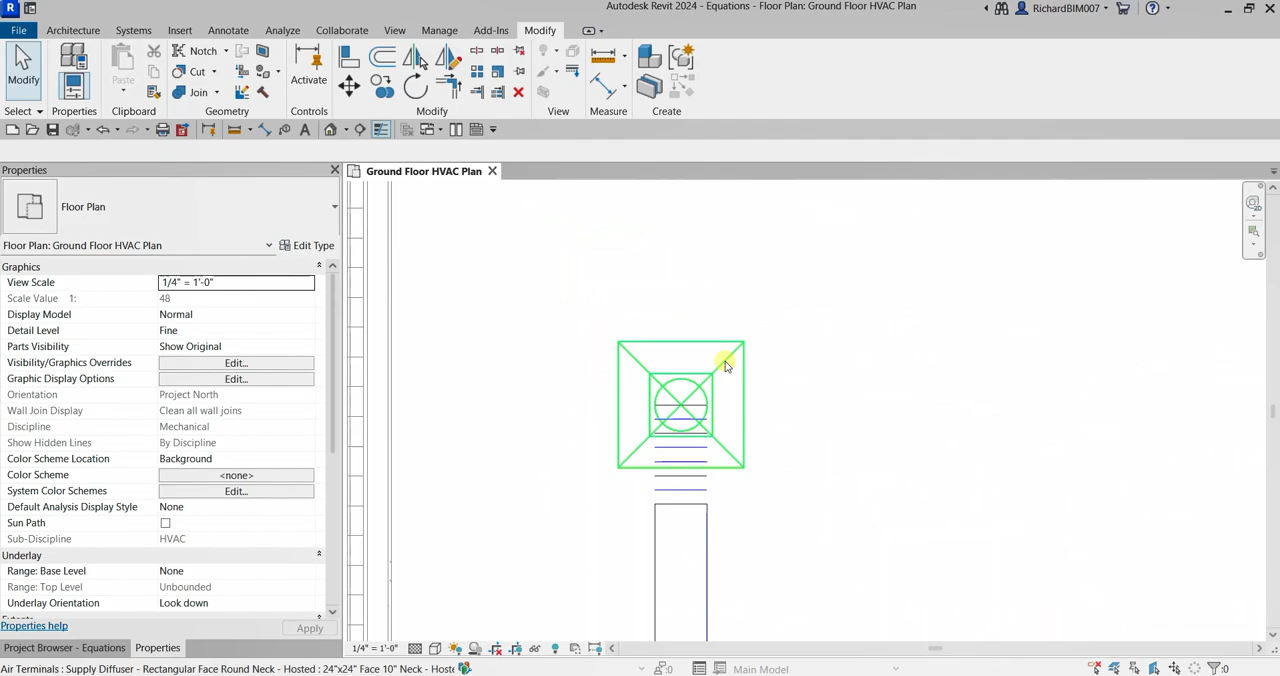 R
Autodesk Revit 2024 - Equations - Floor Plan: Ground Floor HVAC Plan
RichardBIM007
File
Architecture
Systems
Insert
Annotate
Analyze
Collaborate
View
Manage
Add-Ins
Modify
Modify
Paste
Notch
Cut
Join
Activate
Select
Properties
Clipboard
Geometry
Controls
Modify
View
Measure
Create
Properties
Ground Floor HVAC Plan
Floor Plan
Floor Plan: Ground Floor HVAC Plan
Edit Type
Graphics
View Scale 1/4" = 1'-0"
Scale Value 1: 48
Display Model Normal
Detail Level Fine
Parts Visibility Show Original
Visibility/Graphics Overrides Edit...
Graphic Display Options Edit...
Orientation Project North
Wall Join Display Clean all wall joins
Discipline Mechanical
Show Hidden Lines By Discipline
Color Scheme Location Background
Color Scheme <none>
System Color Schemes Edit...
Default Analysis Display Style None
Sun Path
Sub-Discipline HVAC
Underlay
Range: Base Level None
Range: Top Level Unbounded
Underlay Orientation Look down
Properties help
Apply
Project Browser - Equations
Properties
1/4" = 1'-0"
Air Terminals : Supply Diffuser - Rectangular Face Round Neck - Hosted : 24"x24" Face 10" Neck - Hoste
:0
Main Model
:0